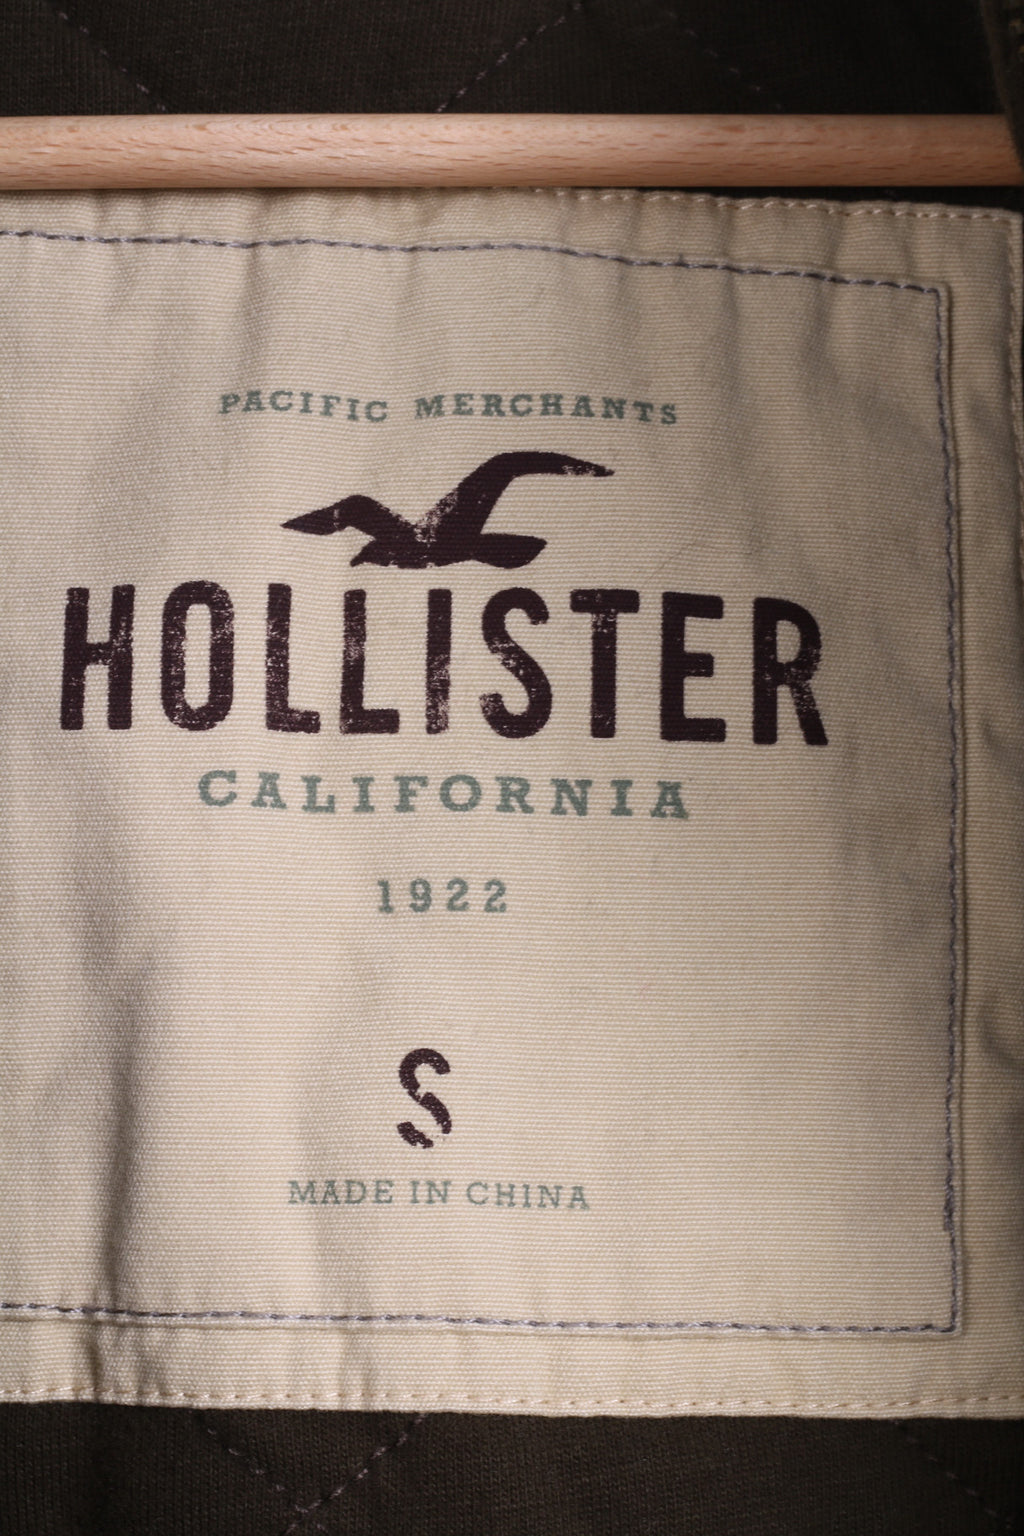 PACIFIC MERCHANTS
HOLLISTER
CALIFORNIA
1922
S
MADE IN CHINA